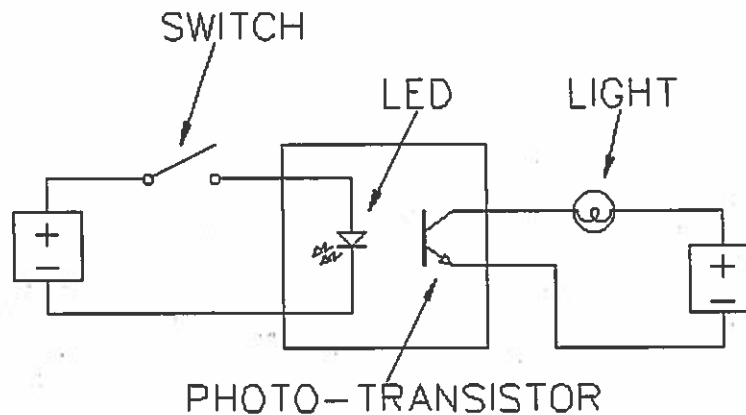 SWITCH
LED
LIGHT
+
−
+
−
PHOTO-TRANSISTOR